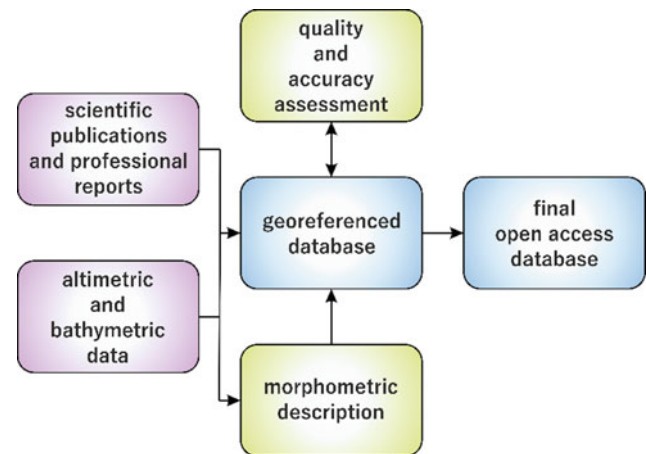 quality
and
accuracy
assessment
scientific
publications
and professional
reports
georeferenced
database
final
open access
database
altimetric
and
bathymetric
data
morphometric
description